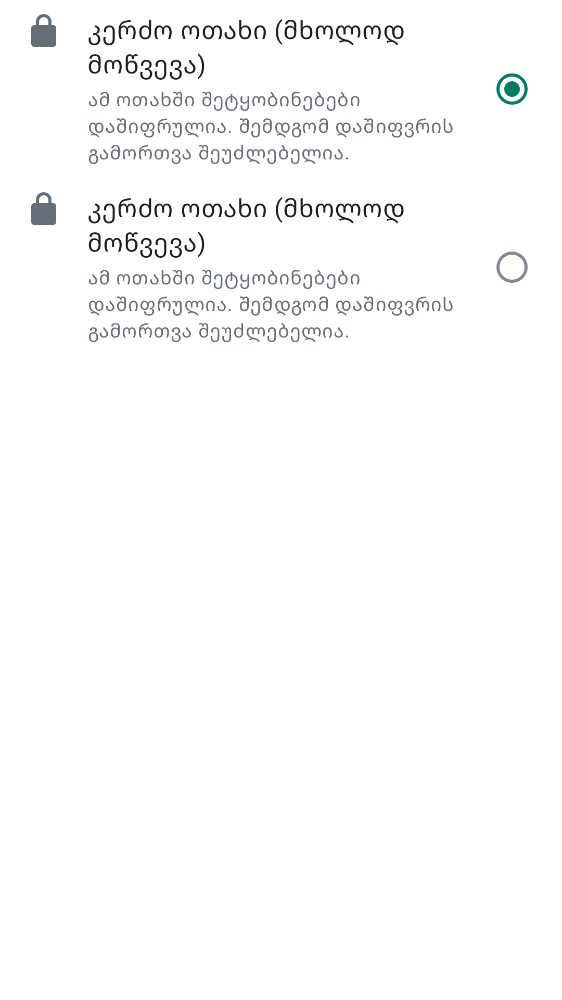 კერძო ოთახი (მხოლოდ
მოწვევა)
ამ ოთახში შეტყობინებები
დაშიფრულია. შემდგომ დაშიფვრის
გამორთვა შეუძლებელია.
კერძო ოთახი (მხოლოდ
მოწვევა)
ამ ოთახში შეტყობინებები
დაშიფრულია. შემდგომ დაშიფვრის
გამორთვა შეუძლებელია.